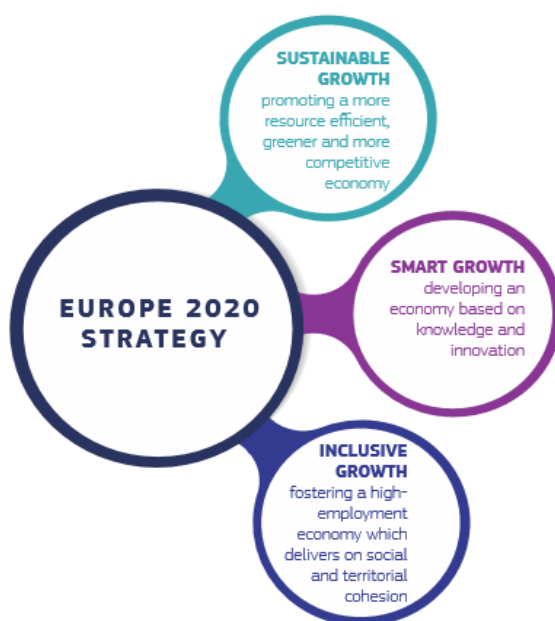 SUSTAINABLE
GROWTH
promoting a more
resource efficient,
greener and more
competitive
economy
EUROPE 2020
STRATEGY
SMART GROWTH
developing an
economy based on
knowledge and
innovation
INCLUSIVE
GROWTH
fostering a high-
employment
economy which
delivers on social
and territorial
cohesion